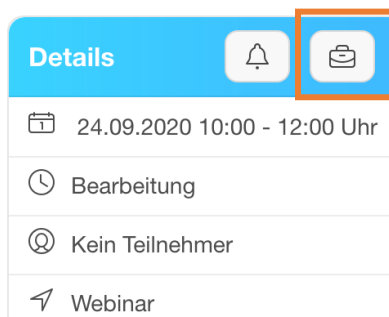 Details
24.09.2020 10:00 - 12:00 Uhr
Bearbeitung
Kein Teilnehmer
Webinar